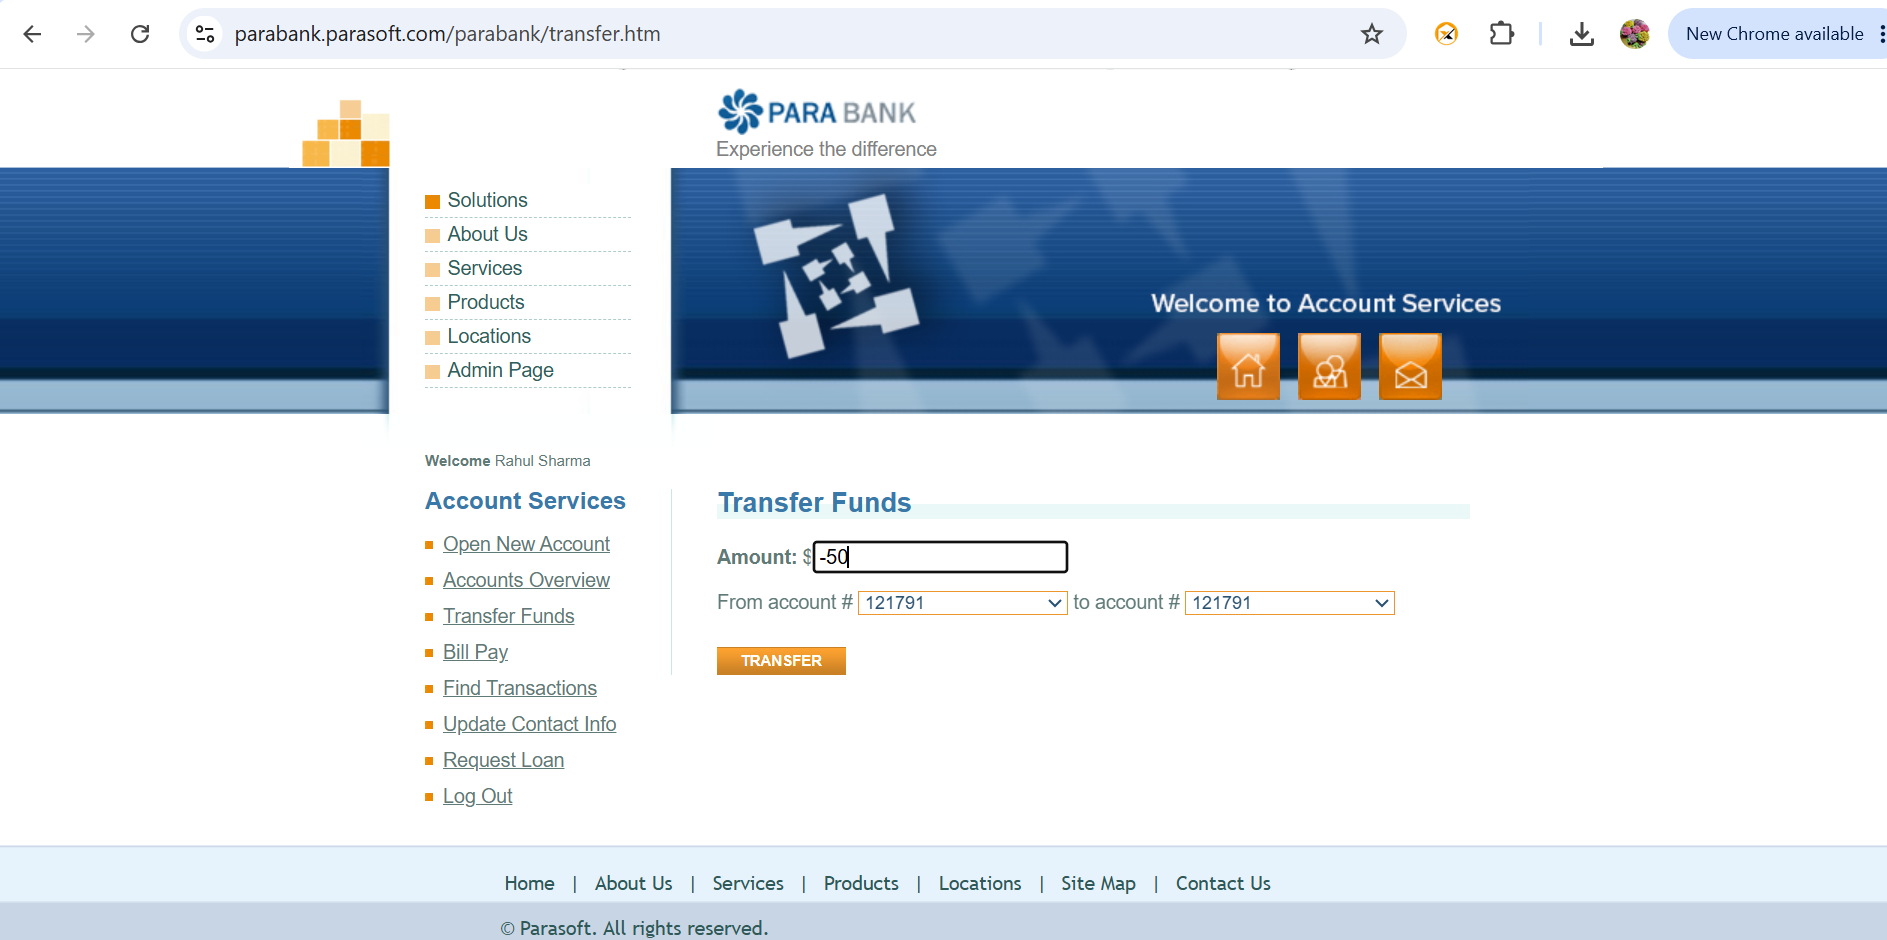 parabank.parasoft.com/parabank/transfer.htm
New Chrome available
PARA BANK
Experience the difference
Solutions
About Us
Services
Products
Locations
Admin Page
Welcome to Account Services
Welcome Rahul Sharma
Account Services
Open New Account
Accounts Overview
Transfer Funds
Bill Pay
Find Transactions
Update Contact Info
Request Loan
Log Out
Transfer Funds
Amount: $ -50
From account # 121791 to account # 121791
TRANSFER
Home | About Us | Services | Products | Locations | Site Map | Contact Us
© Parasoft. All rights reserved.